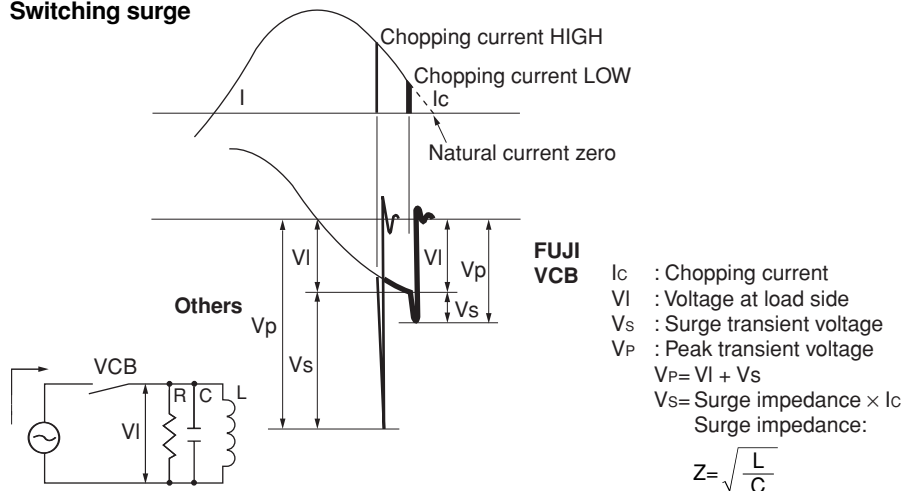 Switching surge
Chopping current HIGH
Chopping current LOW
I
Ic
Natural current zero
Vl
Vl
Vp
FUJI
VCB
Others
Vp
Vs
Vs
VCB
R
C
L
Vl
Ic : Chopping current
Vl : Voltage at load side
Vs : Surge transient voltage
VP : Peak transient voltage
VP= Vl + Vs
Vs= Surge impedance × Ic
Surge impedance:
Z=√L/C